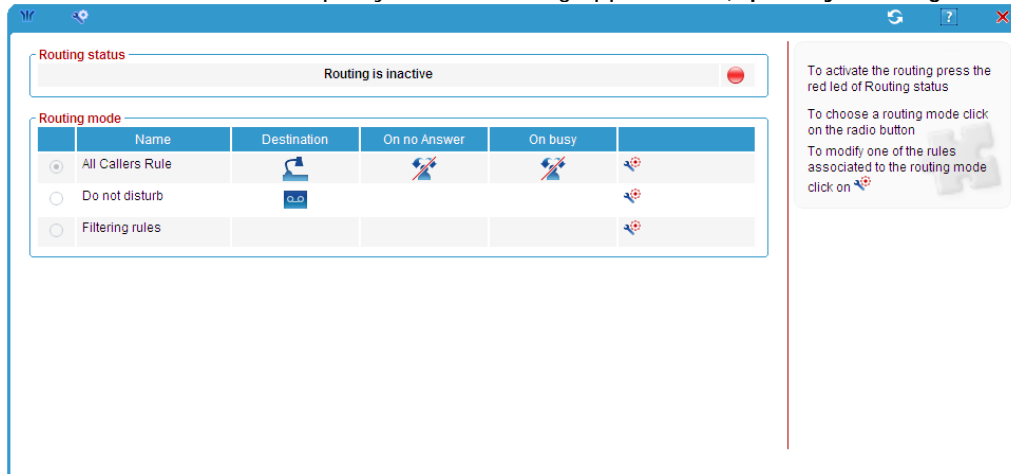 Routing status
Routing is inactive
Routing mode
Name Destination On no Answer On busy
All Callers Rule
Do not disturb
Filtering rules
To activate the routing press the
red led of Routing status
To choose a routing mode click
on the radio button
To modify one of the rules
associated to the routing mode
click on